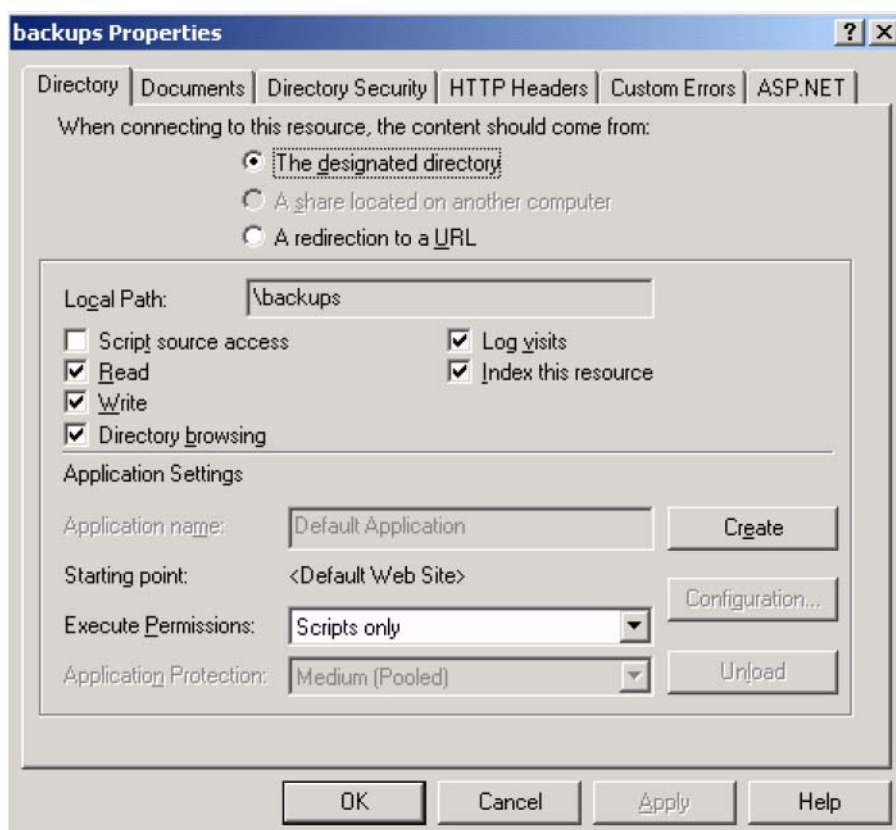 backups Properties
Directory Documents Directory Security HTTP Headers Custom Errors ASP.NET
When connecting to this resource, the content should come from:
The designated directory
A share located on another computer
A redirection to a URL
Local Path: \backups
Script source access Log visits
Read Index this resource
Write
Directory browsing
Application Settings
Application name: Default Application Create
Starting point: <Default Web Site>
Configuration...
Execute Permissions: Scripts only
Application Protection: Medium (Pooled) Unload
OK Cancel Apply Help